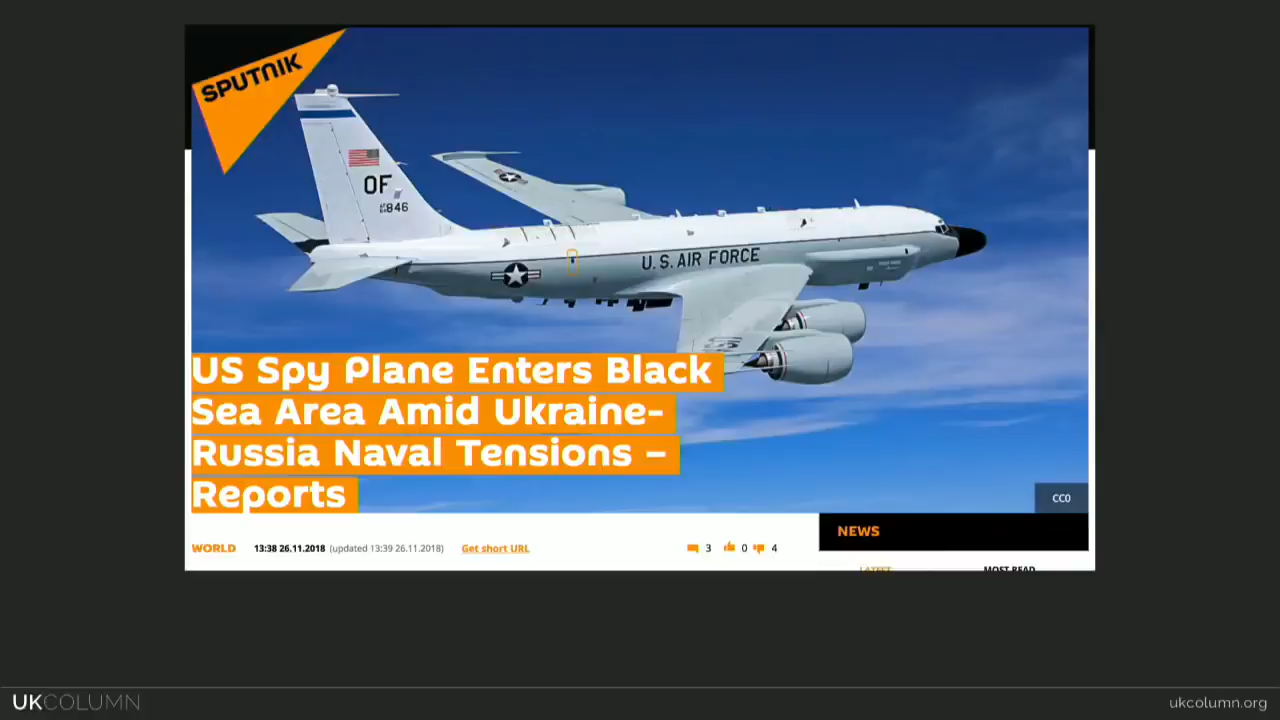 SPUTNIK
OF
846
U.S. AIR FORCE
US Spy Plane Enters Black
Sea Area Amid Ukraine-
Russia Naval Tensions –
Reports
CC0
NEWS
WORLD 13:38 26.11.2018 (updated 13:39 26.11.2018) Get short URL 3 0 4
LATEST MOST READ
UKCOLUMN ukcolumn.org